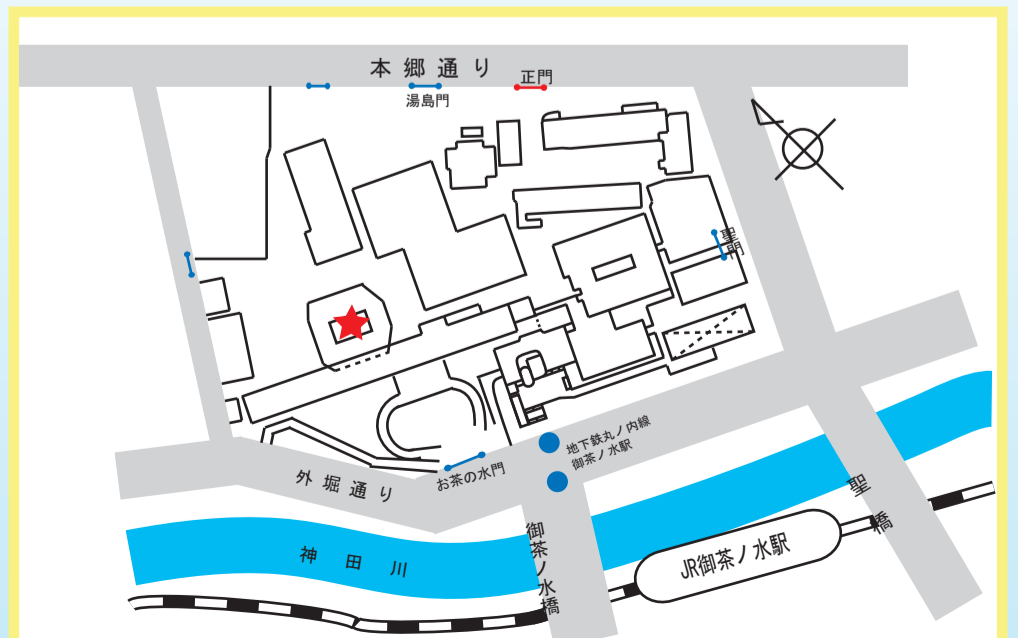 本郷通り
正門
湯島門
聖門
地下鉄丸ノ内線
御茶ノ水駅
お茶の水門
外堀通り
聖橋
御茶ノ水橋
JR御茶ノ水駅
神田川